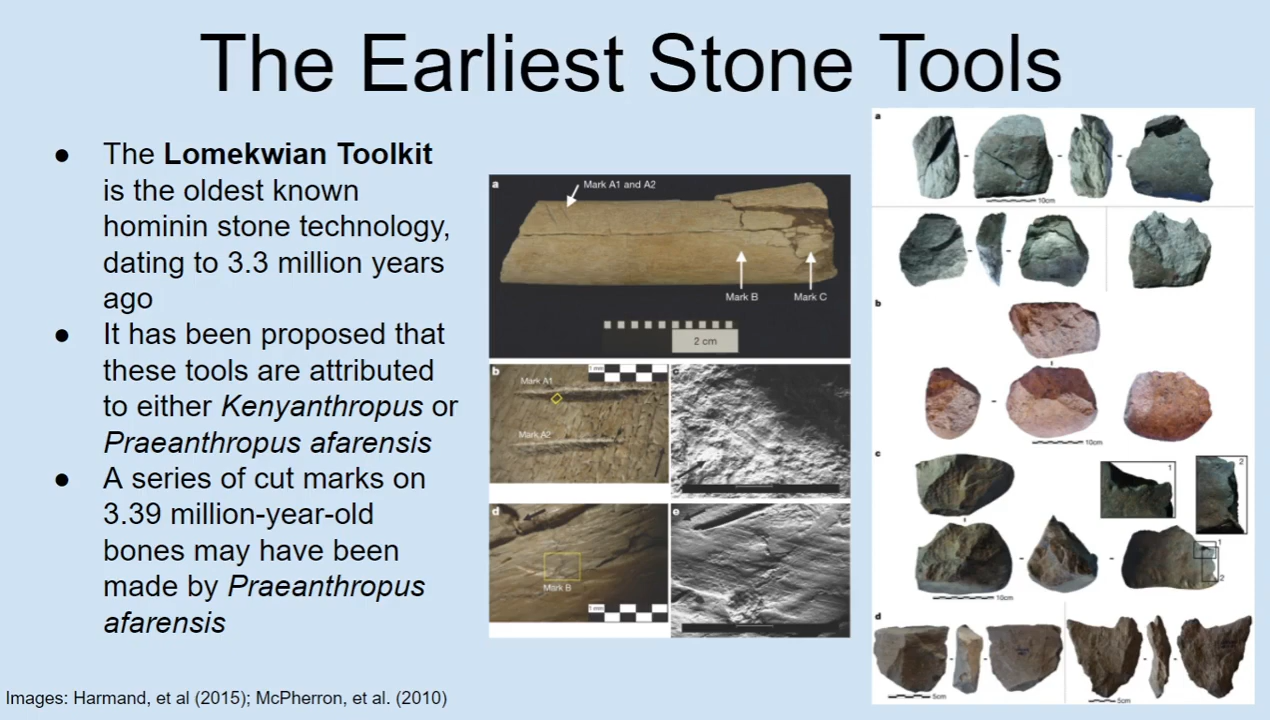 The Earliest Stone Tools
● The Lomekwian Toolkit
is the oldest known
hominin stone technology,
dating to 3.3 million years
ago
● It has been proposed that
these tools are attributed
to either Kenyanthropus or
Praeanthropus afarensis
● A series of cut marks on
3.39 million-year-old
bones may have been
made by Praeanthropus
afarensis
Images: Harmand, et al (2015); McPherron, et al. (2010)
a
Mark A1 and A2
Mark B
Mark C
2 cm
b
Mark A1
Mark A2
1 mm
c
d
Mark B
1 mm
e
a
10cm
b
10cm
c
1
2
1
2
10cm
d
5cm
5cm